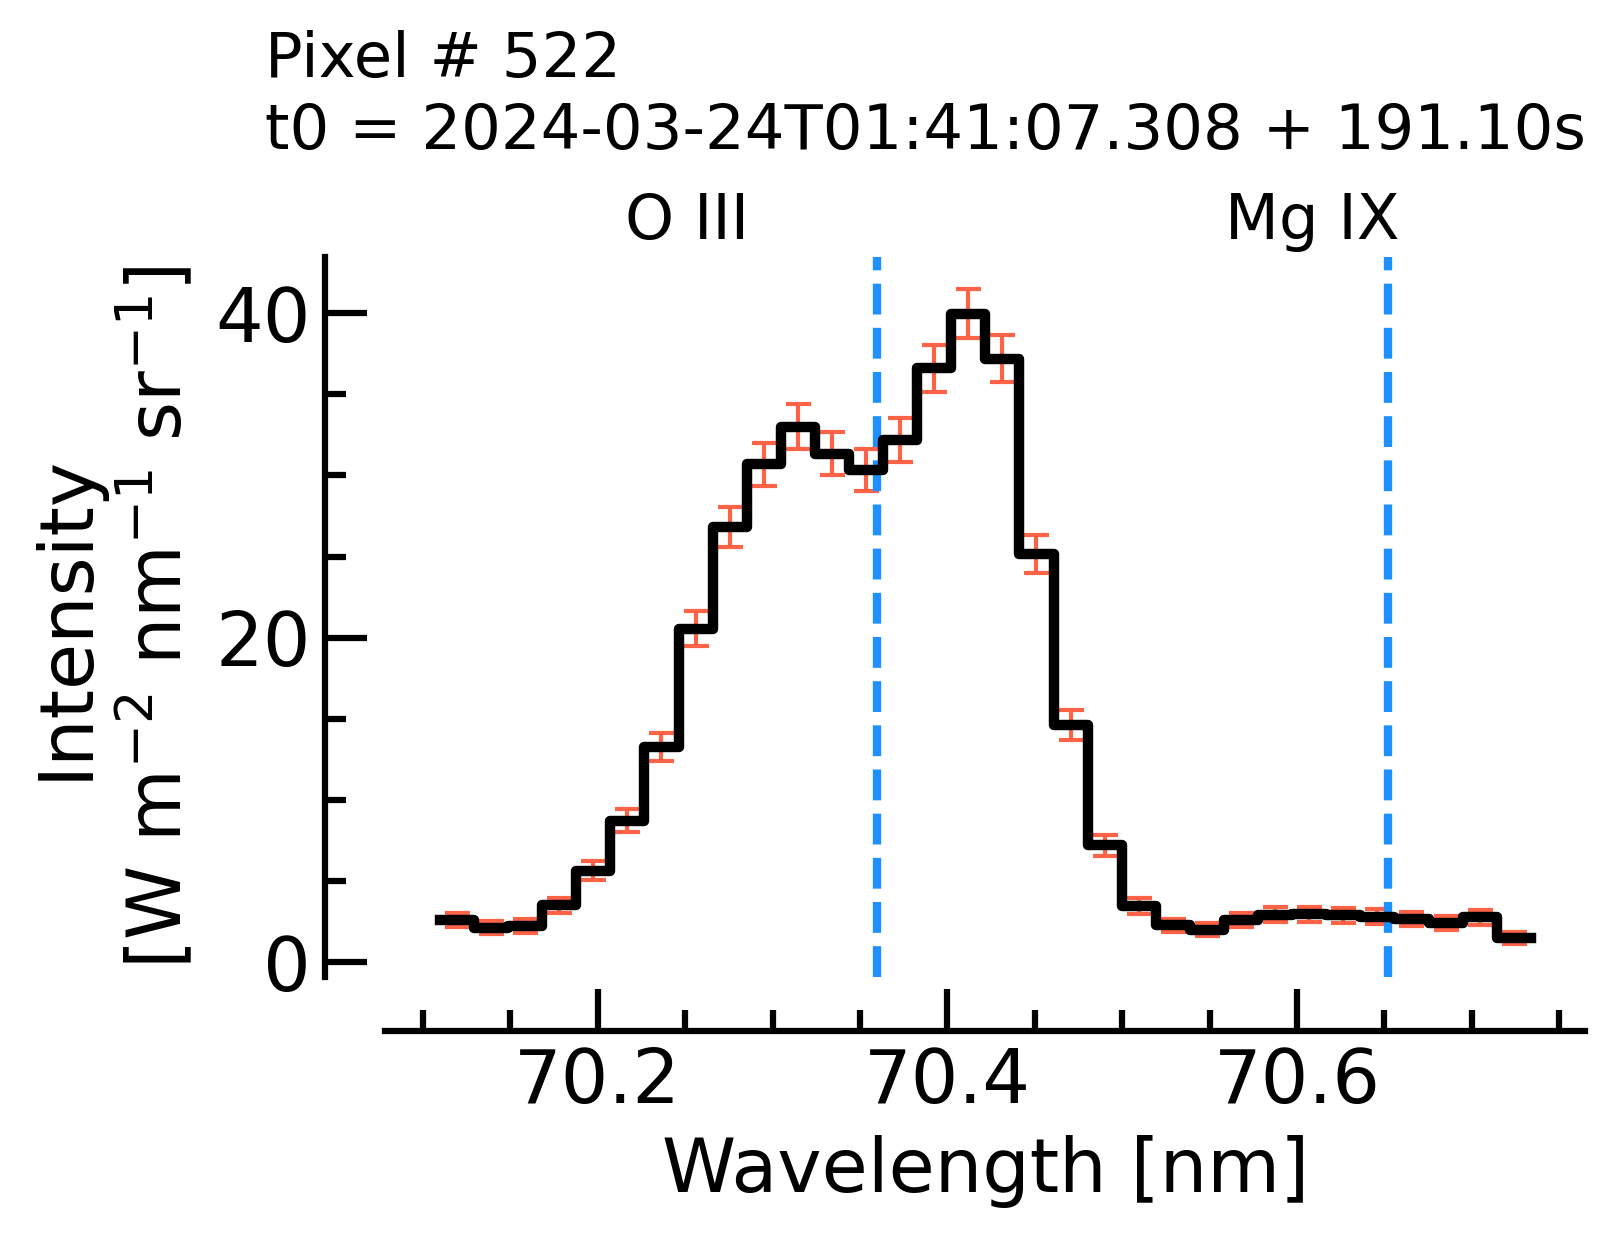 Pixel # 522
t0 = 2024-03-24T01:41:07.308 + 191.10s
O III
Mg IX
Intensity
[W m⁻² nm⁻¹ sr⁻¹]
40
20
0
70.2
70.4
70.6
Wavelength [nm]